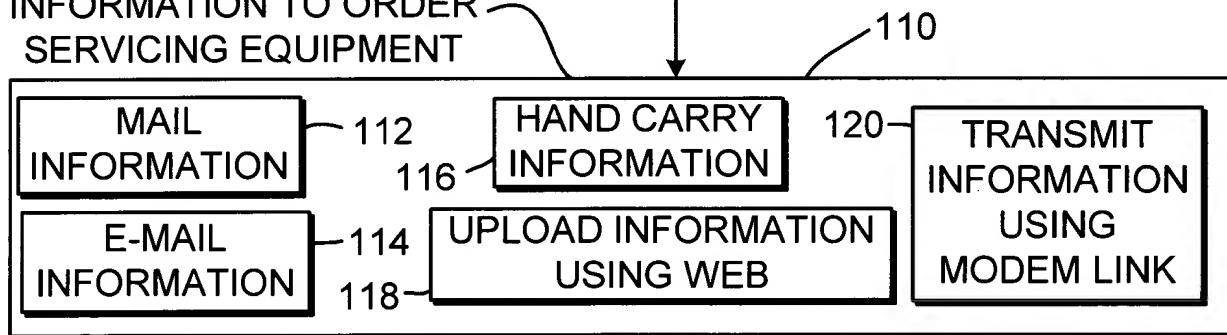 INFORMATION TO ORDER
SERVICING EQUIPMENT
110
MAIL
INFORMATION
112
E-MAIL
INFORMATION
114
HAND CARRY
INFORMATION
116
UPLOAD INFORMATION
USING WEB
118
120
TRANSMIT
INFORMATION
USING
MODEM LINK